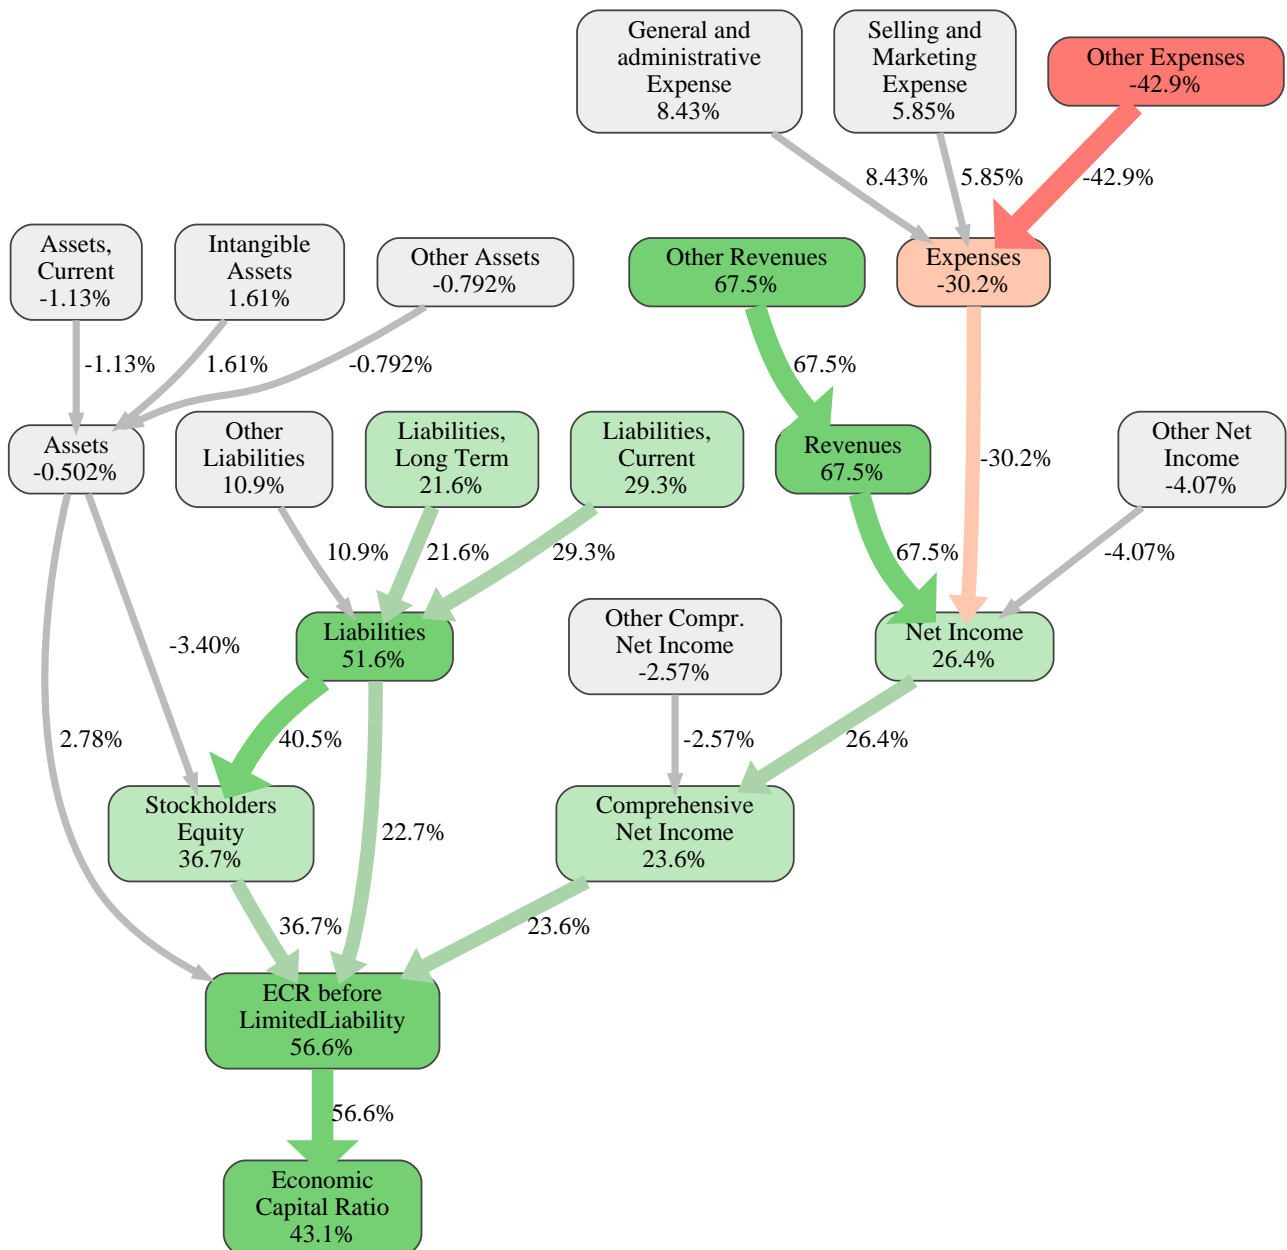 General and
administrative
Expense
8.43%
Selling and
Marketing
Expense
5.85%
Other Expenses
-42.9%
8.43%
5.85%
-42.9%
Assets,
Current
-1.13%
Intangible
Assets
1.61%
Other Assets
-0.792%
Other Revenues
67.5%
Expenses
-30.2%
-1.13%
1.61%
-0.792%
67.5%
Assets
-0.502%
Other
Liabilities
10.9%
Liabilities,
Long Term
21.6%
Liabilities,
Current
29.3%
Revenues
67.5%
-30.2%
Other Net
Income
-4.07%
10.9%
21.6%
29.3%
67.5%
-4.07%
Liabilities
51.6%
Other Compr.
Net Income
-2.57%
Net Income
26.4%
-3.40%
2.78%
40.5%
-2.57%
26.4%
Stockholders
Equity
36.7%
22.7%
Comprehensive
Net Income
23.6%
36.7%
23.6%
ECR before
LimitedLiability
56.6%
56.6%
Economic
Capital Ratio
43.1%